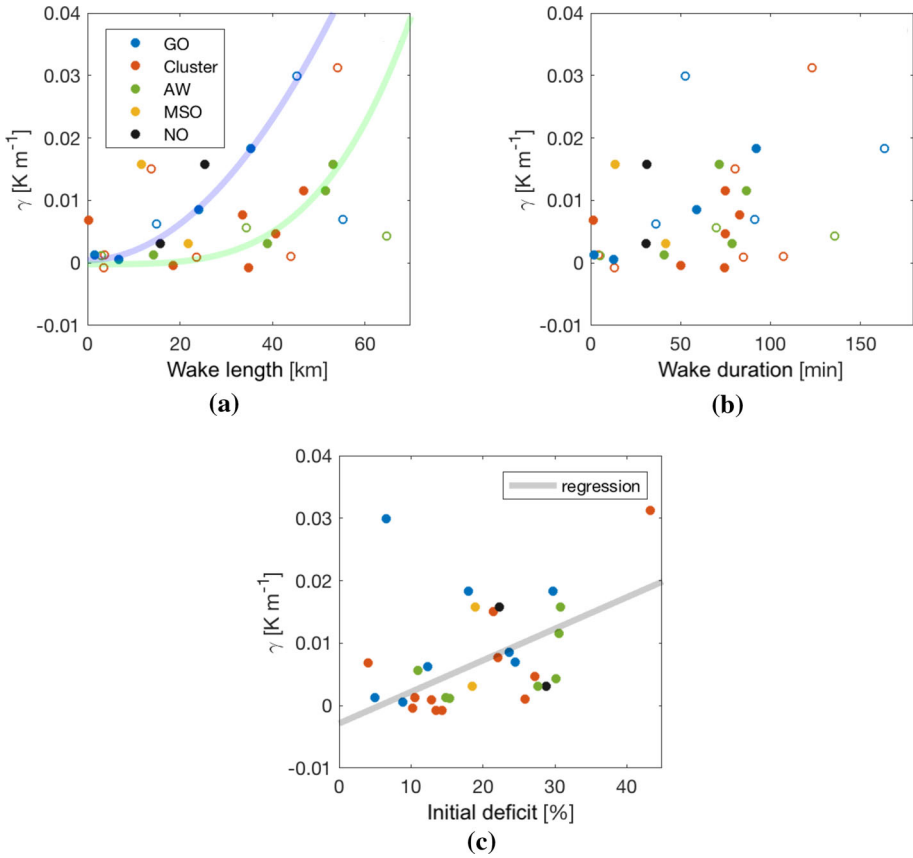 0.04
0.03
0.02
0.01
0
-0.01
γ [K m⁻¹]
GO
Cluster
AW
MSO
NO
0 20 40 60
Wake length [km]
(a)
0.04
0.03
0.02
0.01
0
-0.01
γ [K m⁻¹]
0 50 100 150
Wake duration [min]
(b)
0.04
0.03
0.02
0.01
0
-0.01
γ [K m⁻¹]
regression
0 10 20 30 40
Initial deficit [%]
(c)